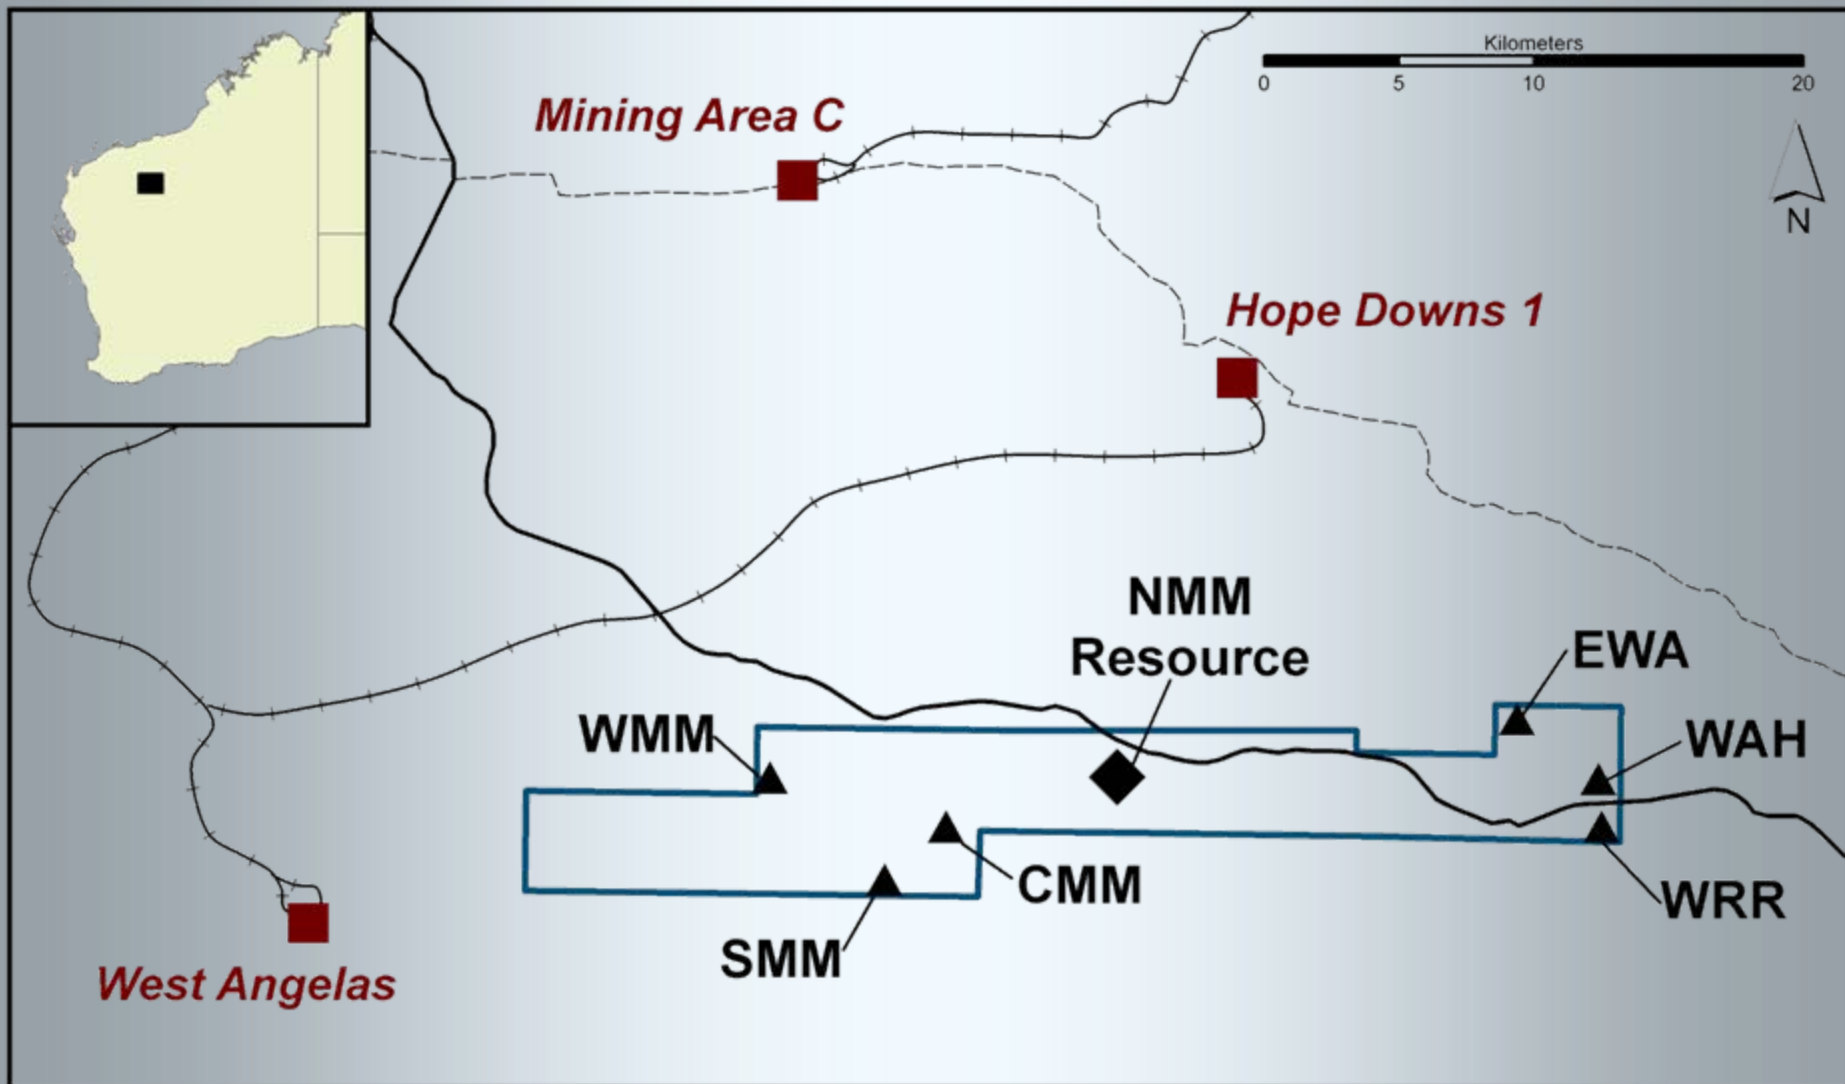 Kilometers
0 5 10 20
N
Mining Area C
Hope Downs 1
NMM
Resource
EWA
WMM
WAH
CMM
WRR
SMM
West Angelas